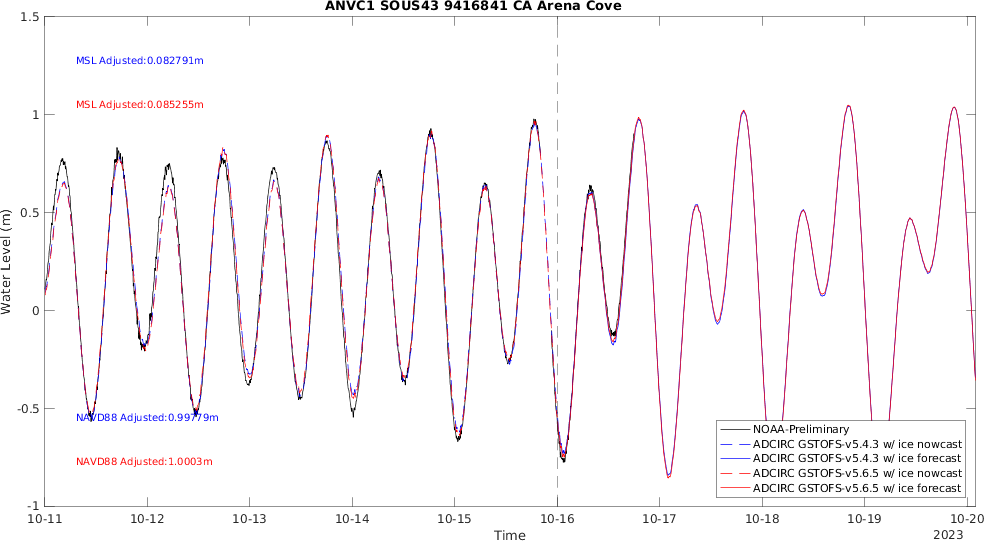 ANVC1 SOUS43 9416841 CA Arena Cove
1.5
1
0.5
0
-0.5
-1
Water Level (m)
MSL Adjusted:0.082791m
MSL Adjusted:0.085255m
NAVD88 Adjusted:0.99779m
NAVD88 Adjusted:1.0003m
NOAA-Preliminary
ADCIRC GSTOFS-v5.4.3 w/ ice nowcast
ADCIRC GSTOFS-v5.4.3 w/ ice forecast
ADCIRC GSTOFS-v5.6.5 w/ ice nowcast
ADCIRC GSTOFS-v5.6.5 w/ ice forecast
10-11 10-12 10-13 10-14 10-15 10-16 10-17 10-18 10-19 10-20
Time
2023